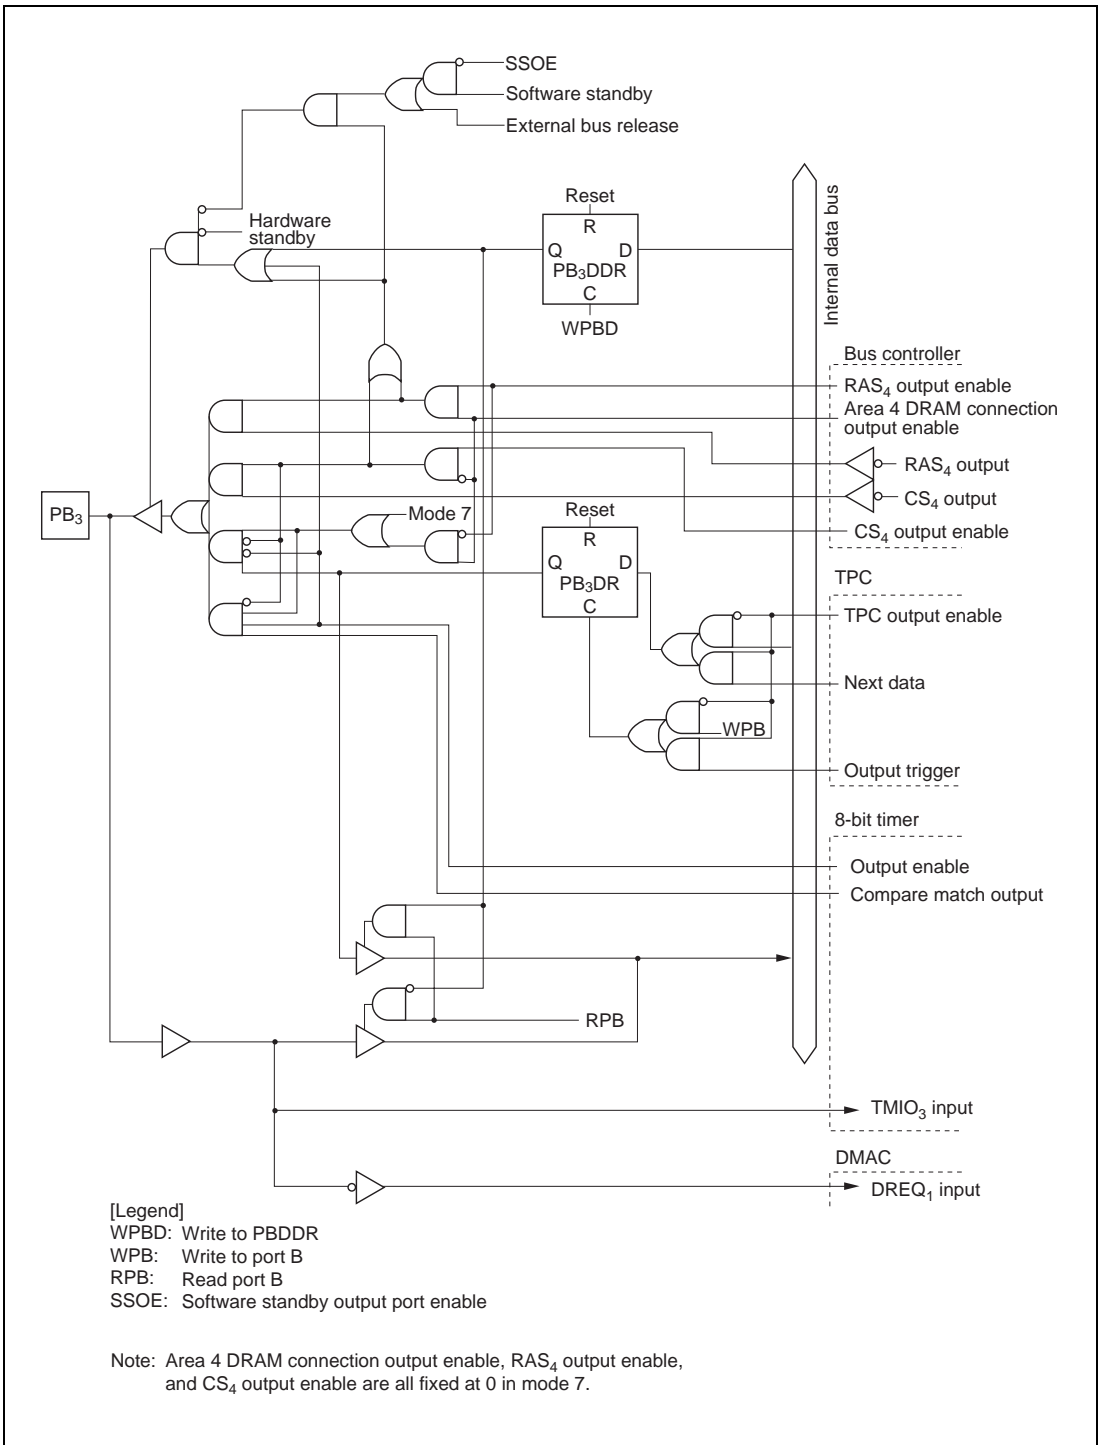 SSOE
Software standby
External bus release
Hardware
standby
Reset
R
Q D
PB3DDR
C
WPBD
Internal data bus
Bus controller
RAS4 output enable
Area 4 DRAM connection
output enable
RAS4 output
CS4 output
CS4 output enable
PB3
Mode 7
Reset
R
Q D
PB3DR
C
TPC
TPC output enable
Next data
WPB
Output trigger
8-bit timer
Output enable
Compare match output
RPB
TMIO3 input
DMAC
DREQ1 input
[Legend]
WPBD: Write to PBDDR
WPB: Write to port B
RPB: Read port B
SSOE: Software standby output port enable
Note: Area 4 DRAM connection output enable, RAS4 output enable,
and CS4 output enable are all fixed at 0 in mode 7.